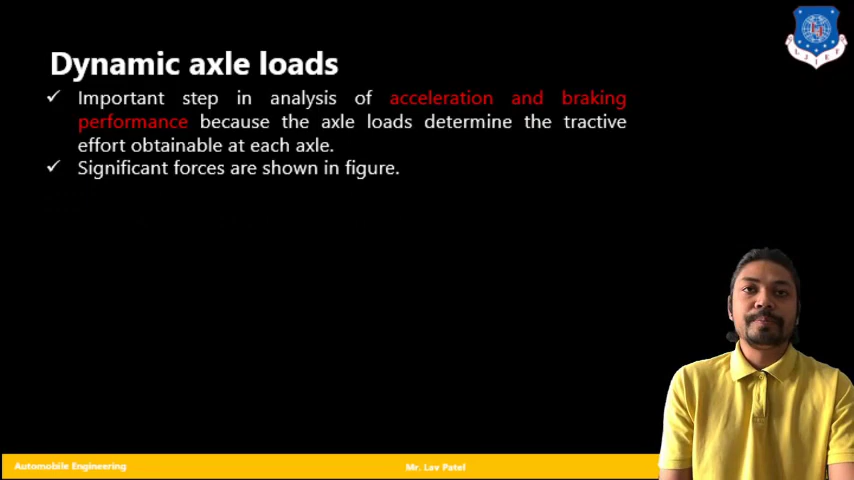 Dynamic axle loads
✓ Important step in analysis of acceleration and braking
performance because the axle loads determine the tractive
effort obtainable at each axle.
✓ Significant forces are shown in figure.
Automobile Engineering
Mr. Lav Patel